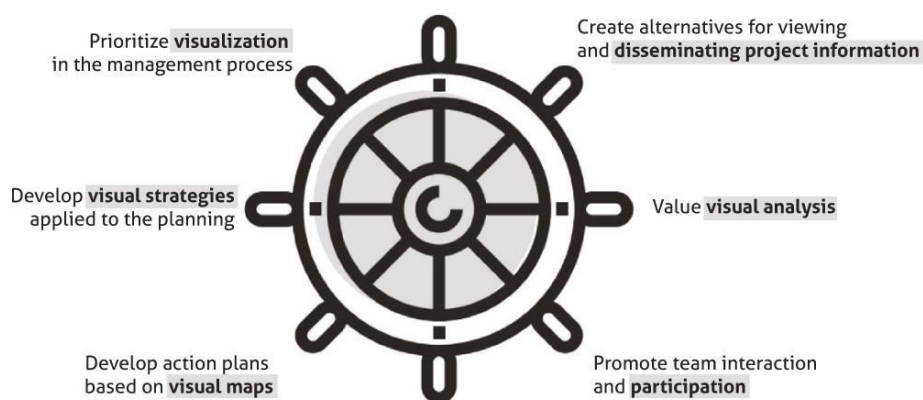 Prioritize visualization
in the management process
Create alternatives for viewing
and disseminating project information
Develop visual strategies
applied to the planning
Value visual analysis
Develop action plans
based on visual maps
Promote team interaction
and participation